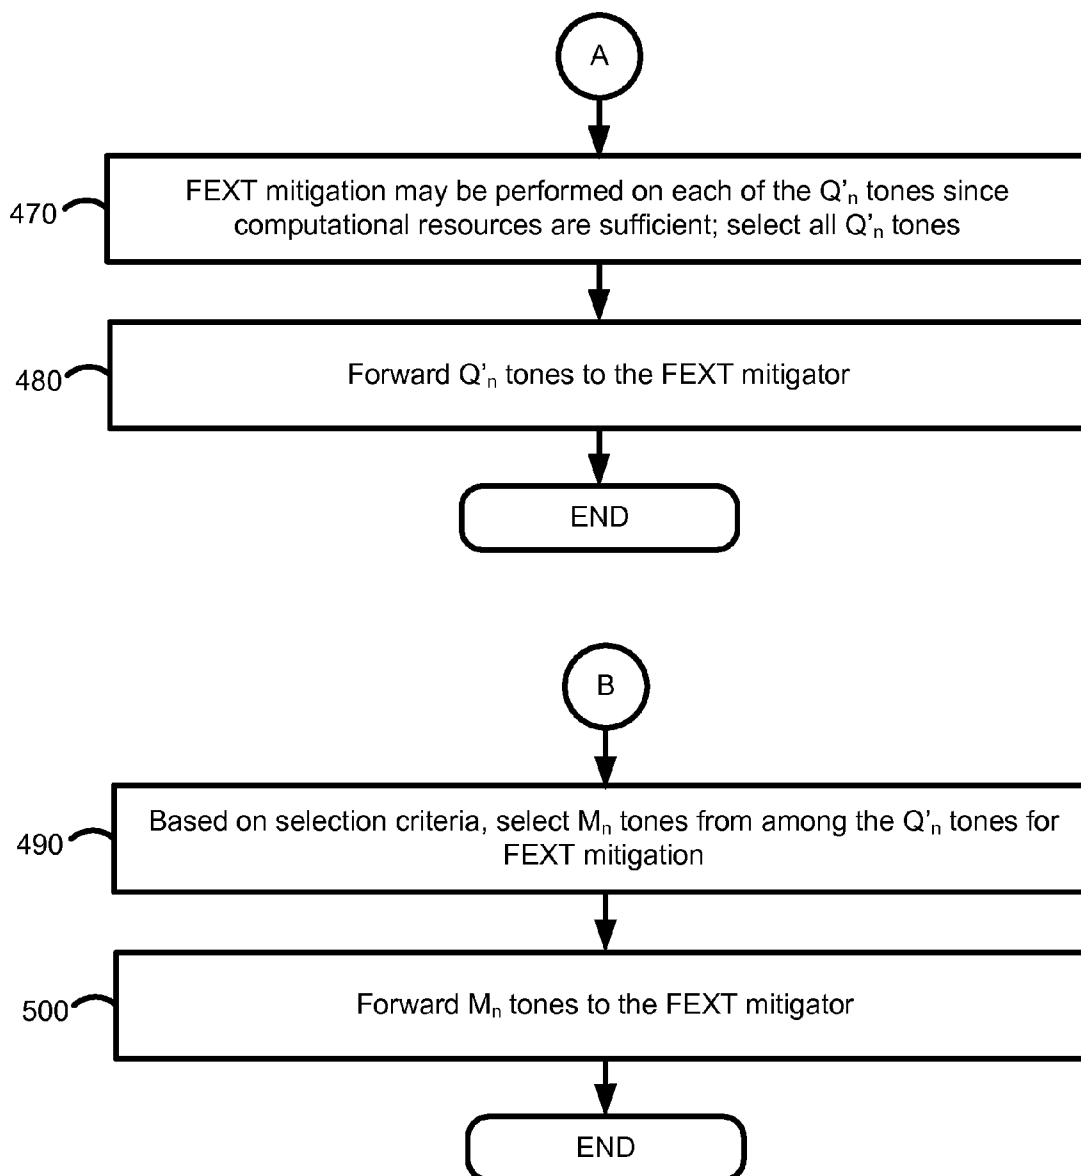 A
470
FEXT mitigation may be performed on each of the Q’ₙ tones since
computational resources are sufficient; select all Q’ₙ tones
480
Forward Q’ₙ tones to the FEXT mitigator
END
B
490
Based on selection criteria, select Mₙ tones from among the Q’ₙ tones for
FEXT mitigation
500
Forward Mₙ tones to the FEXT mitigator
END